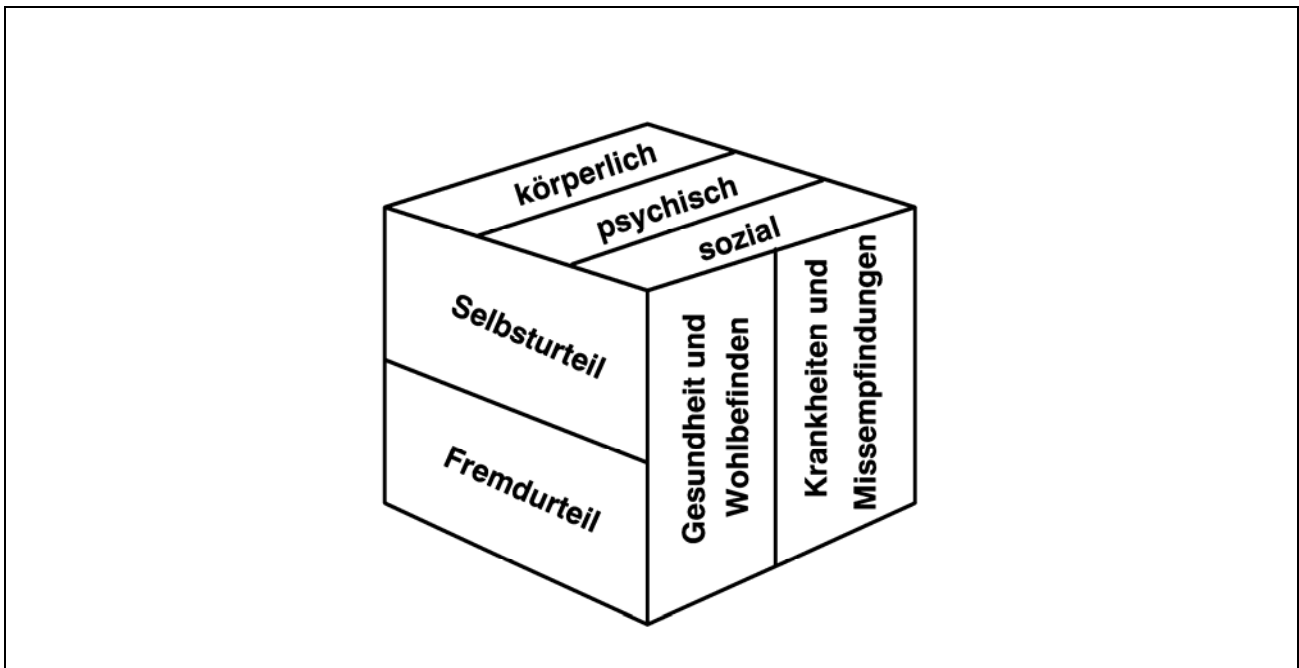 körperlich
psychisch
sozial
Selbsturteil
Fremdurteil
Gesundheit und
Wohlbefinden
Krankheiten und
Missempfindungen